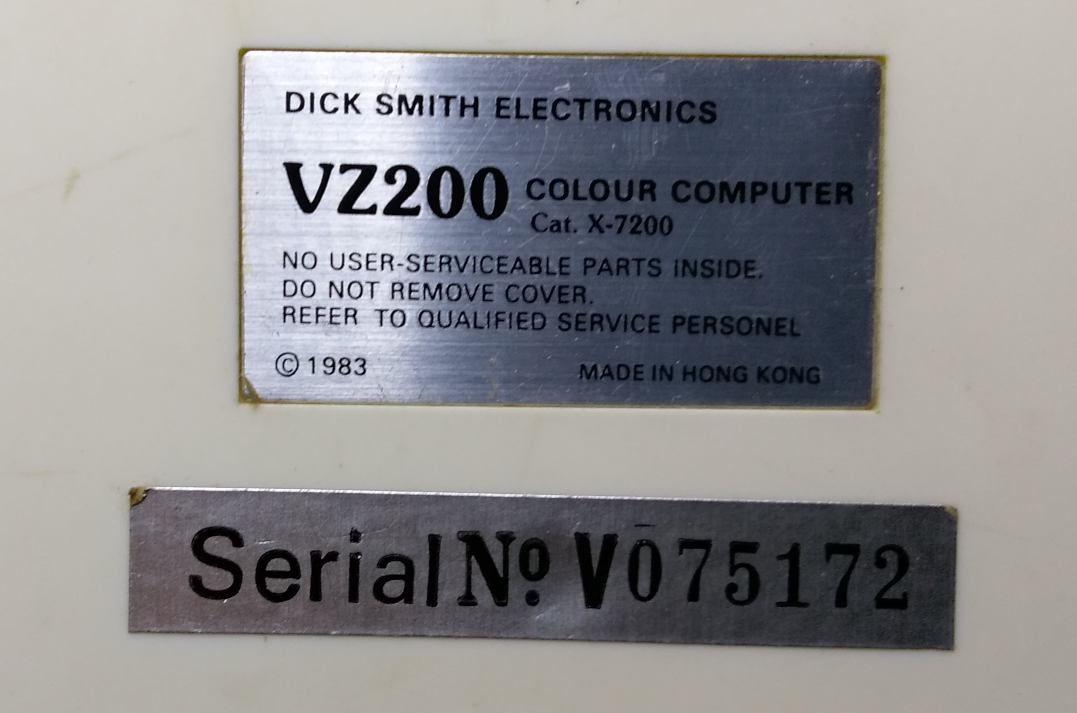 DICK SMITH ELECTRONICS
VZ200 COLOUR COMPUTER
Cat. X-7200
NO USER-SERVICEABLE PARTS INSIDE.
DO NOT REMOVE COVER.
REFER TO QUALIFIED SERVICE PERSONEL
© 1983 MADE IN HONG KONG
Serial Nº V075172